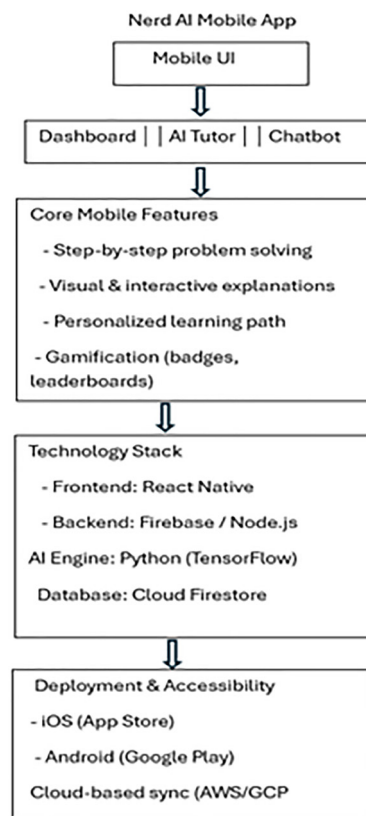 Nerd AI Mobile App
Mobile UI
Dashboard | | AI Tutor | | Chatbot
Core Mobile Features
- Step-by-step problem solving
- Visual & interactive explanations
- Personalized learning path
- Gamification (badges,
leaderboards)
Technology Stack
- Frontend: React Native
- Backend: Firebase / Node.js
AI Engine: Python (TensorFlow)
Database: Cloud Firestore
Deployment & Accessibility
- iOS (App Store)
- Android (Google Play)
Cloud-based sync (AWS/GCP